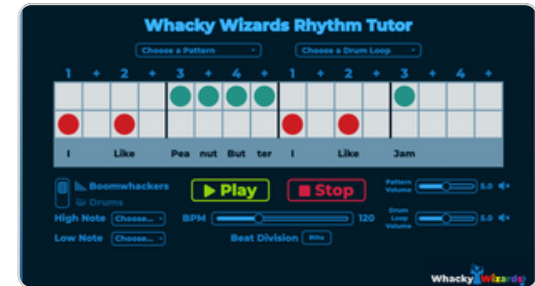 Whacky Wizards Rhythm Tutor
Choose a Pattern Choose a Drum Loop
1 + 2 + 3 + 4 + 1 + 2 + 3 + 4 +
I Like Pea nut But ter I Like Jam
Boomwhackers
Drums
Play Stop
Pattern Volume 5.0
High Note Choose... BPM 120
Drum Loop Volume 5.0
Low Note Choose... Beat Division 8ths
Whacky Wizards